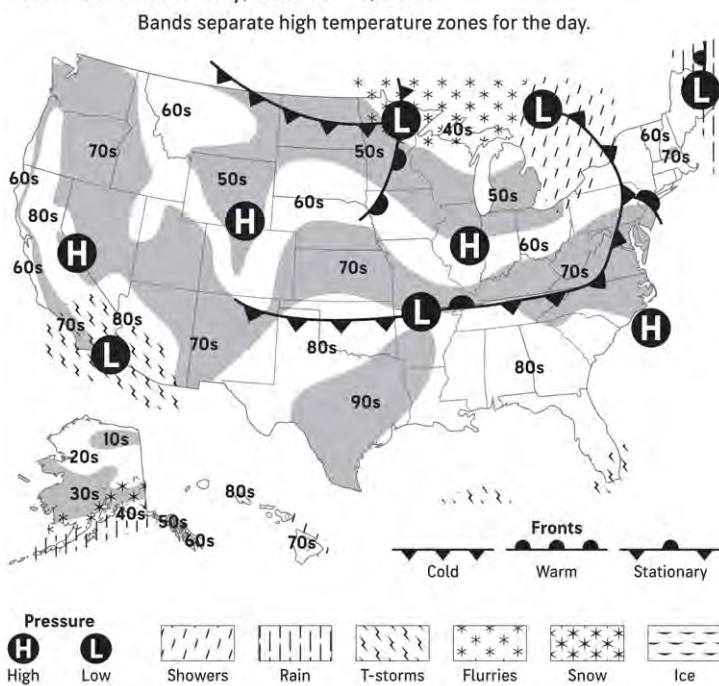 Bands separate high temperature zones for the day.
60s
70s
60s
80s
60s
70s
80s
50s
60s
70s
70s
80s
90s
50s
40s
50s
60s
70s
60s
70s
80s
H
H
H
H
L
L
L
L
L
10s
20s
30s
40s
50s
60s
80s
70s
Fronts
Cold
Warm
Stationary
Pressure
H
High
L
Low
Showers
Rain
T-storms
Flurries
Snow
Ice